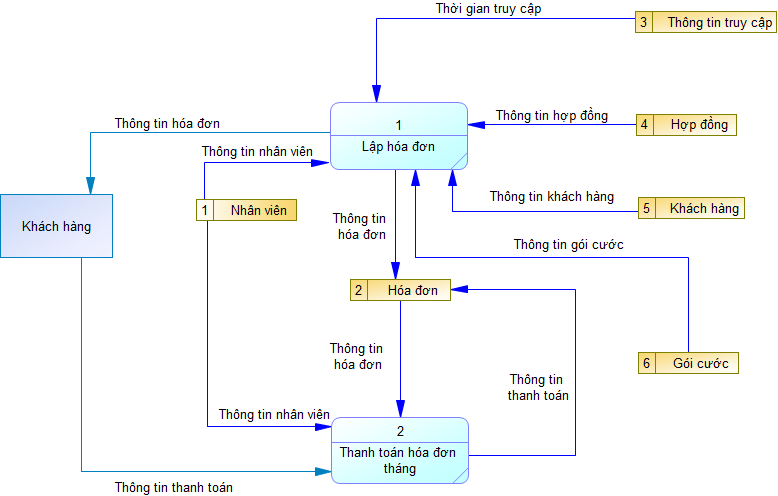 Thời gian truy cập
3 Thông tin truy cập
Thông tin hóa đơn
1
Lập hóa đơn
Thông tin hợp đồng
4 Hợp đồng
Thông tin nhân viên
Thông tin khách hàng
5 Khách hàng
1 Nhân viên
Khách hàng
Thông tin
hóa đơn
Thông tin gói cước
2 Hóa đơn
Thông tin
hóa đơn
6 Gói cước
Thông tin
thanh toán
Thông tin nhân viên
2
Thanh toán hóa đơn
tháng
Thông tin thanh toán